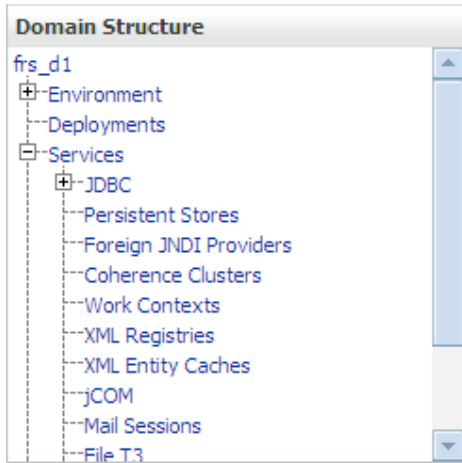 Domain Structure
frs_d1
Environment
Deployments
Services
JDBC
Persistent Stores
Foreign JNDI Providers
Coherence Clusters
Work Contexts
XML Registries
XML Entity Caches
jCOM
Mail Sessions
File T3